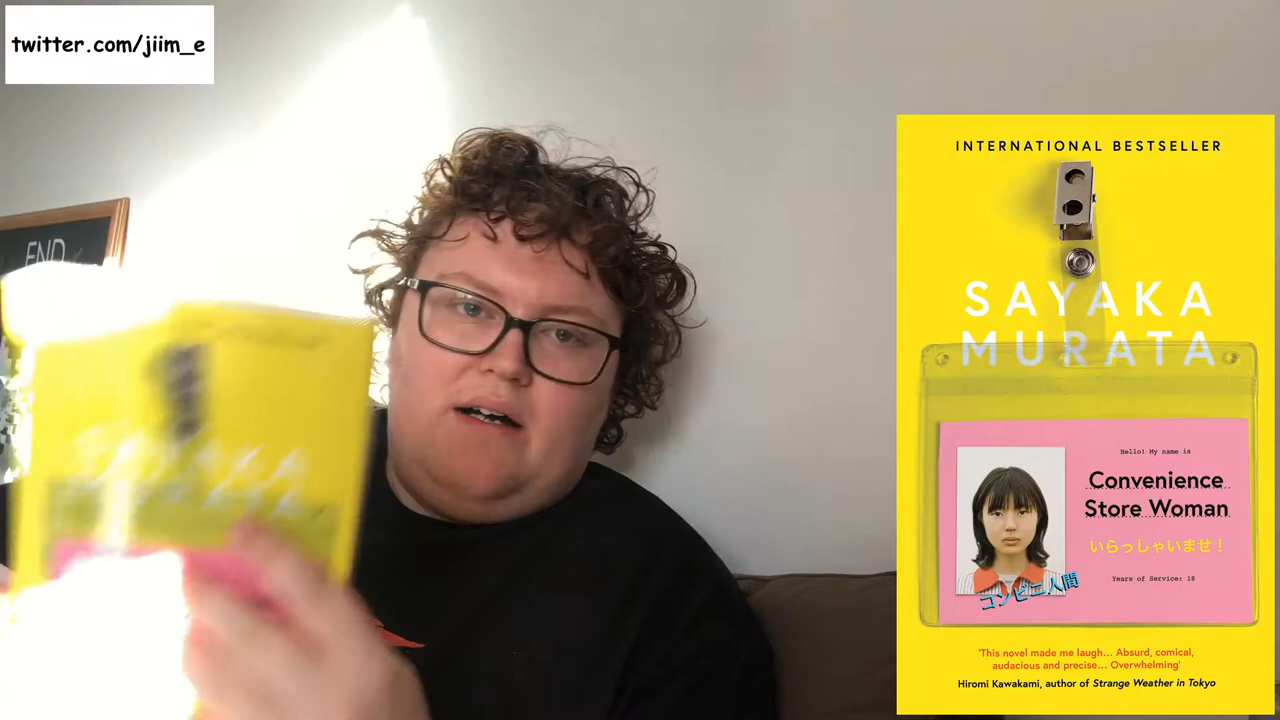 twitter.com/jiim_e
END
INTERNATIONAL BESTSELLER
SAYAKA
MURATA
Hello! My name is
Convenience
Store Woman
いらっしゃいませ！
コンビニ人間
Years of Service: 18
'This novel made me laugh... Absurd, comical,
audacious and precise... Overwhelming'
Hiromi Kawakami, author of Strange Weather in Tokyo